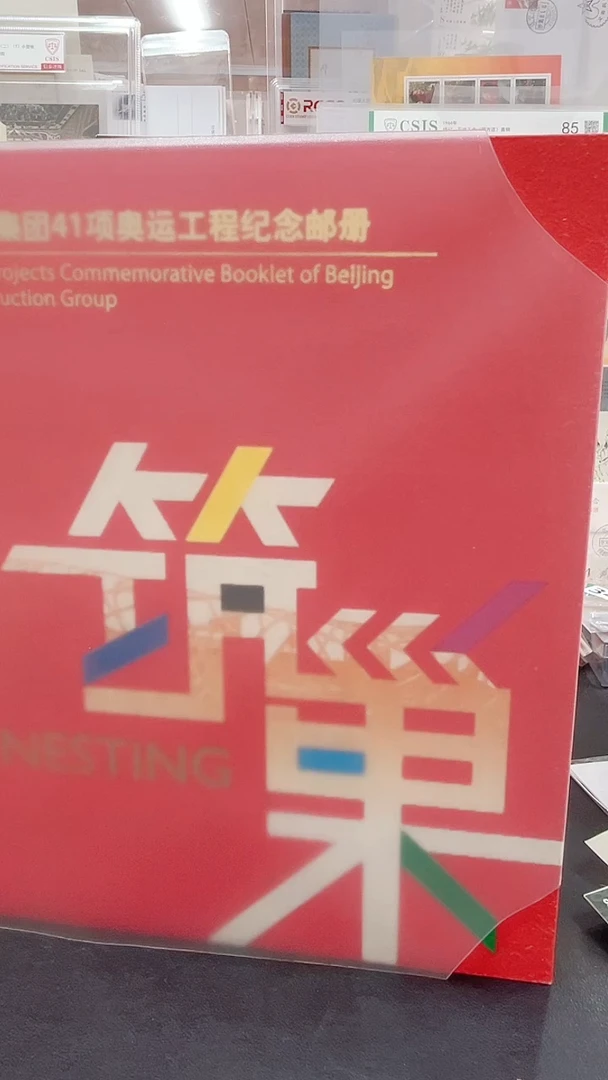 CSIS
CSIS
85
集团41项奥运工程纪念邮册
rojects Commemorative Booklet of Beijing
uction Group
筑巢
NESTING